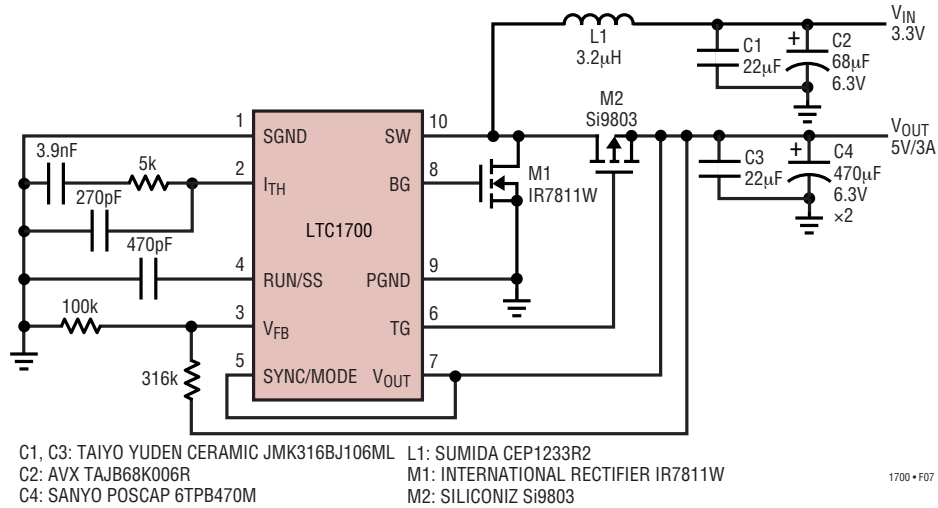 V_IN
3.3V
L1
3.2μH
C1
22μF
+
C2
68μF
6.3V
M2
Si9803
V_OUT
5V/3A
C3
22μF
+
C4
470μF
6.3V
×2
1
SGND
SW
10
3.9nF
5k
2
I_TH
BG
8
M1
IR7811W
270pF
LTC1700
470pF
4
RUN/SS
PGND
9
100k
3
V_FB
TG
6
316k
5
SYNC/MODE
V_OUT
7
C1, C3: TAIYO YUDEN CERAMIC JMK316BJ106ML
C2: AVX TAJB68K006R
C4: SANYO POSCAP 6TPB470M
L1: SUMIDA CEP1233R2
M1: INTERNATIONAL RECTIFIER IR7811W
M2: SILICONIZ Si9803
1700 • F07